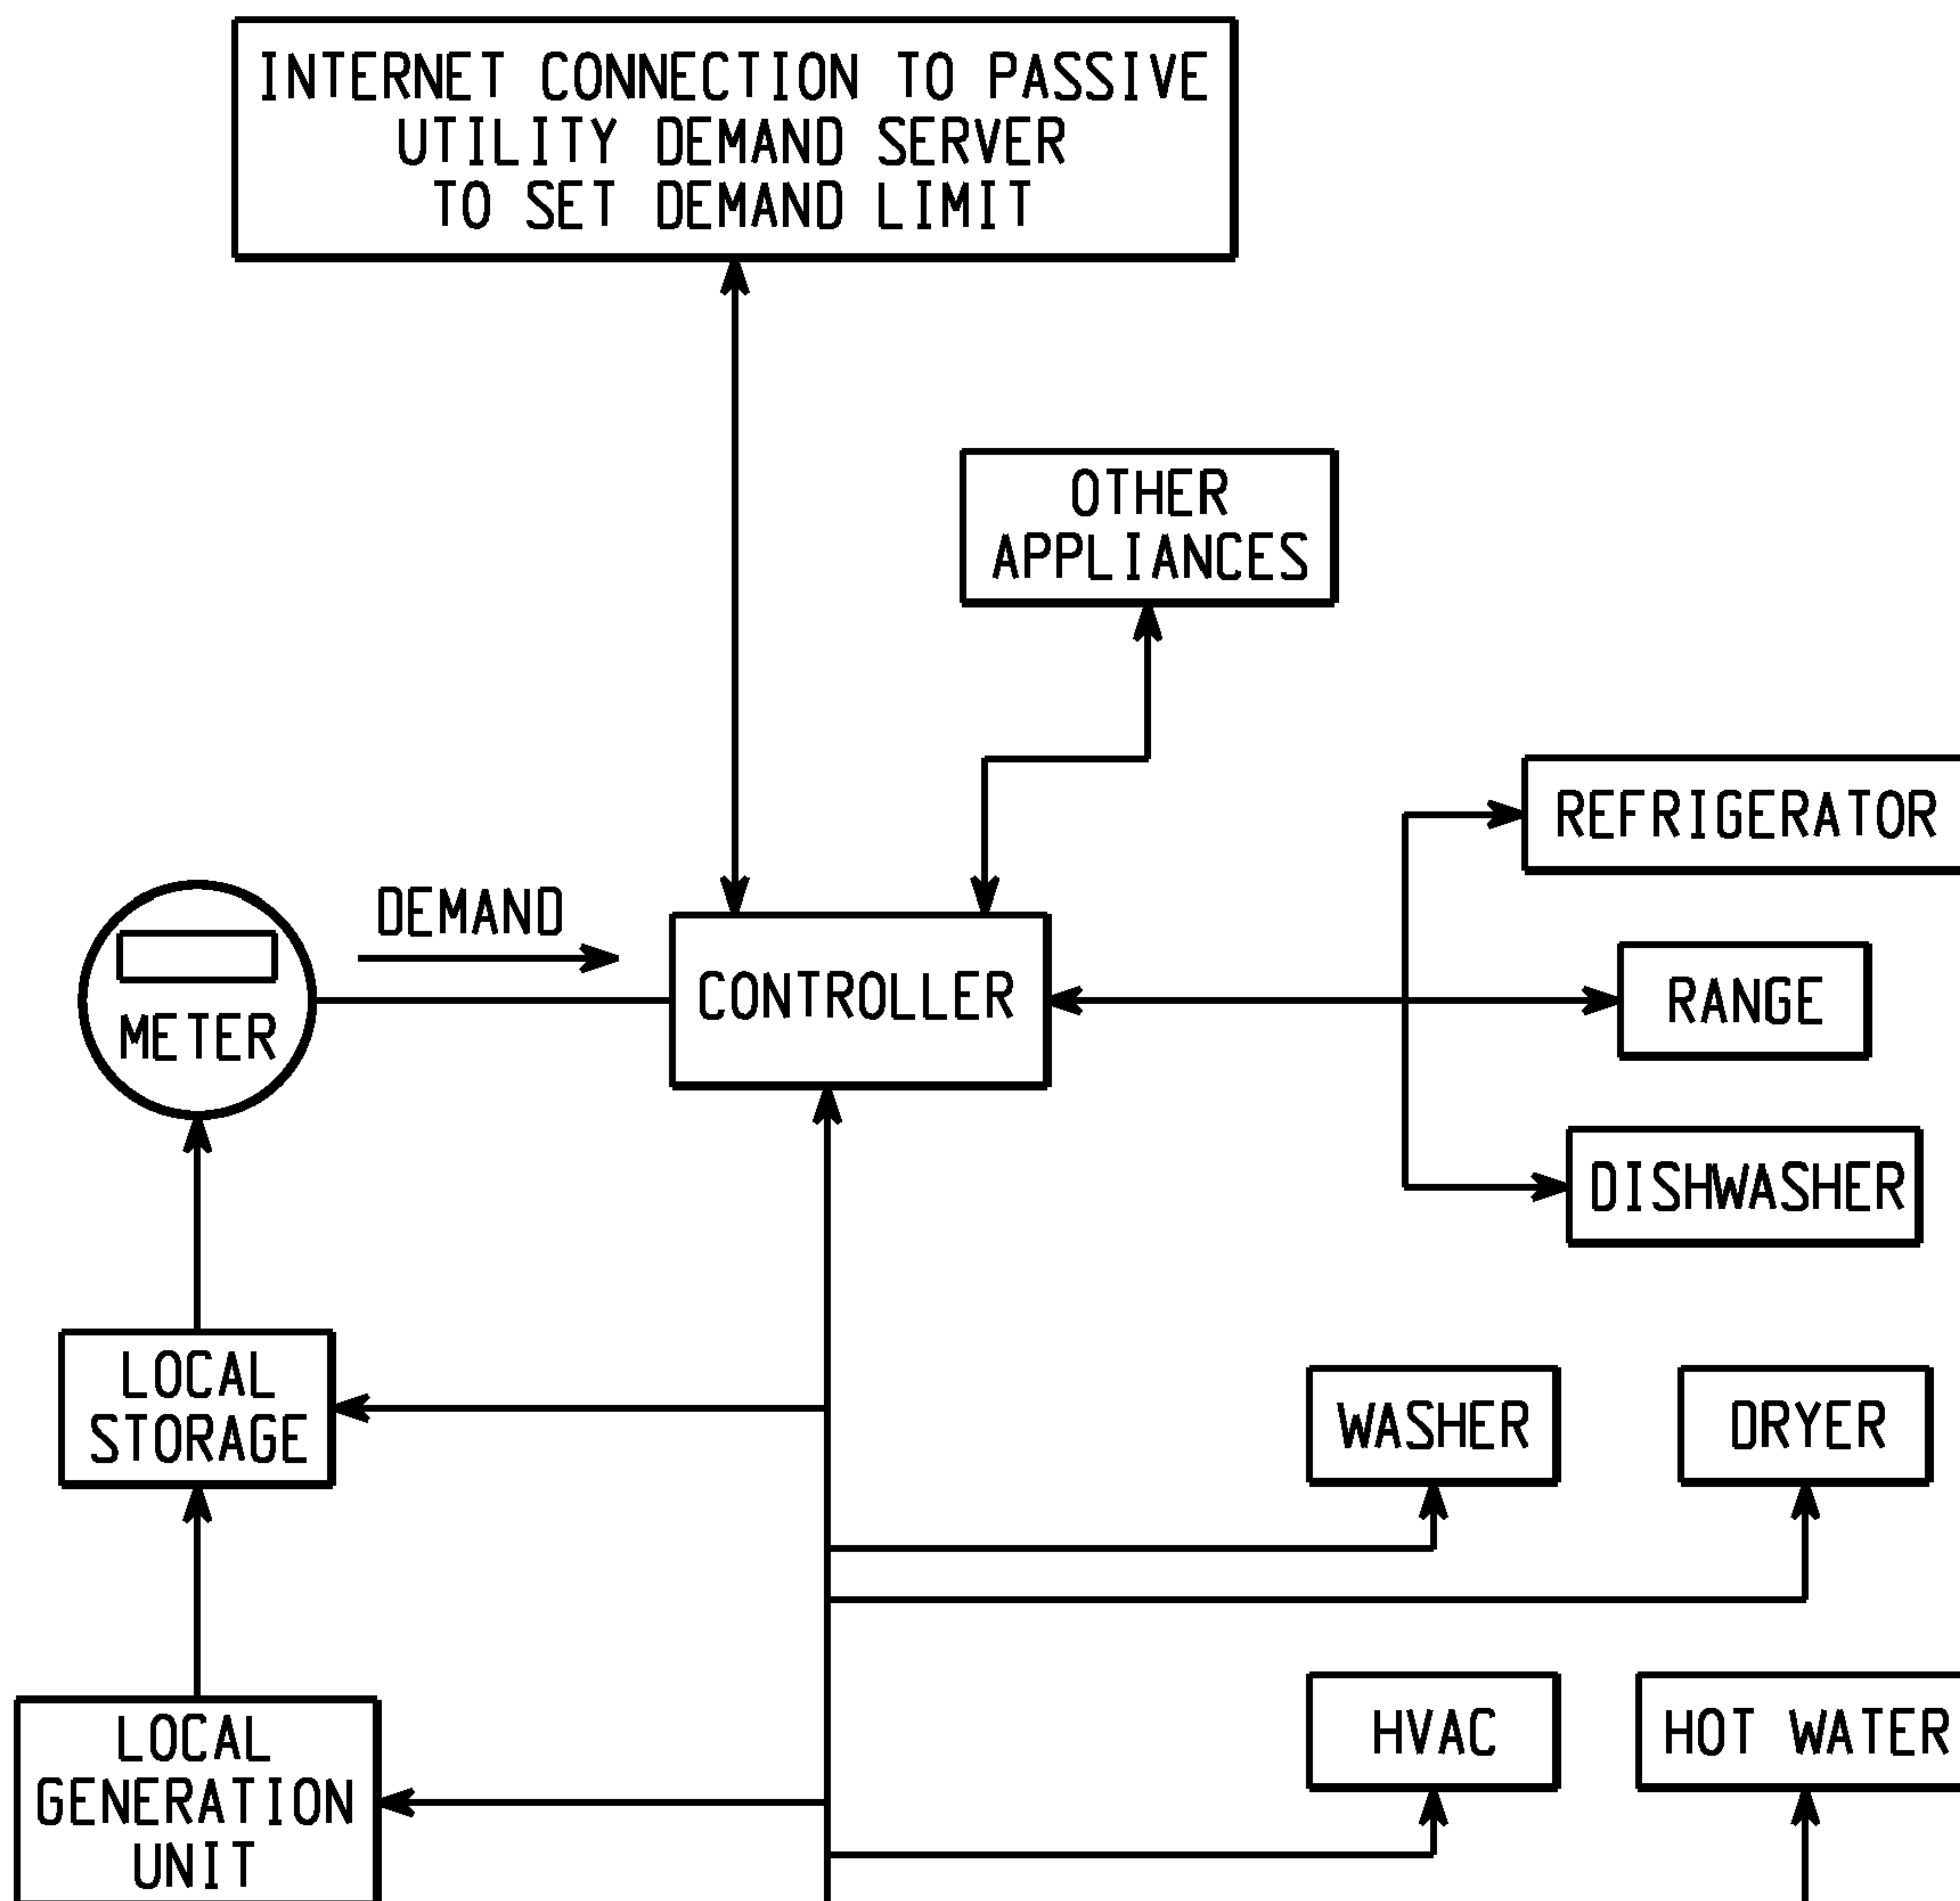 INTERNET CONNECTION TO PASSIVE
UTILITY DEMAND SERVER
TO SET DEMAND LIMIT
OTHER
APPLIANCES
REFRIGERATOR
DEMAND
CONTROLLER
RANGE
METER
DISHWASHER
LOCAL
STORAGE
WASHER
DRYER
HVAC
HOT WATER
LOCAL
GENERATION
UNIT